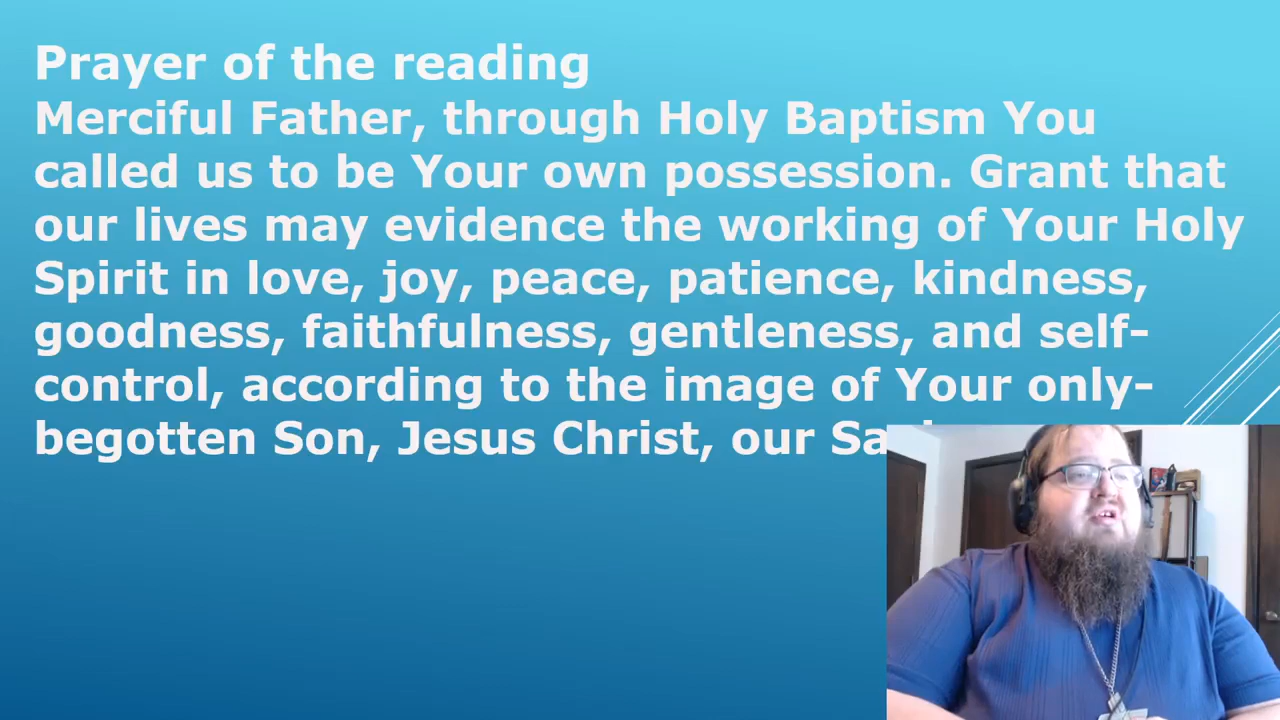 Prayer of the reading
Merciful Father, through Holy Baptism You
called us to be Your own possession. Grant that
our lives may evidence the working of Your Holy
Spirit in love, joy, peace, patience, kindness,
goodness, faithfulness, gentleness, and self-
control, according to the image of Your only-
begotten Son, Jesus Christ, our